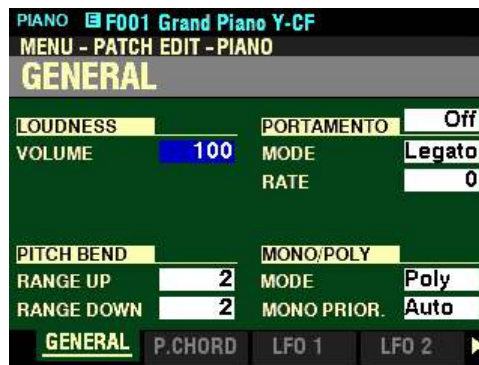 PIANO E F001 Grand Piano Y-CF
MENU - PATCH EDIT - PIANO
GENERAL
LOUDNESS
VOLUME 100
PORTAMENTO Off
MODE Legato
RATE 0
PITCH BEND
RANGE UP 2
RANGE DOWN 2
MONO/POLY
MODE Poly
MONO PRIOR. Auto
GENERAL P.CHORD LFO 1 LFO 2